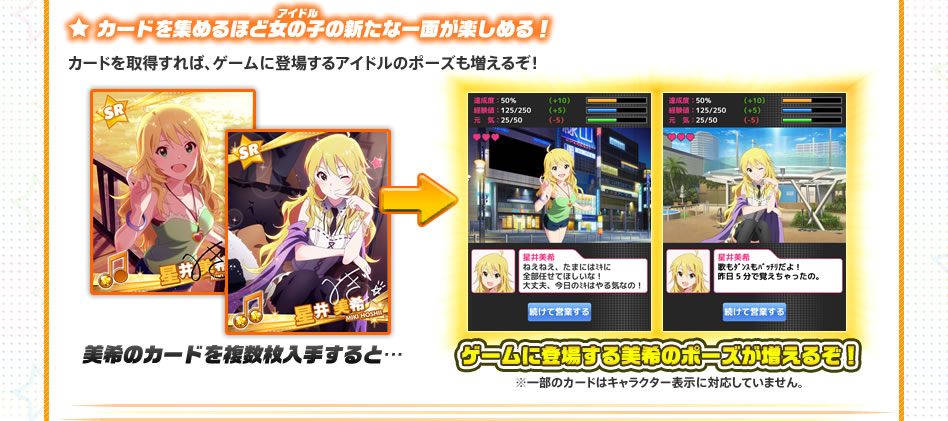 アイドル
★ カードを集めるほど女の子の新たな一面が楽しめる！
カードを取得すれば、ゲームに登場するアイドルのポーズも増えるぞ！
SR
星井
SR
星井 美希
MIKI HOSHII
達成度：50% (+10)
経験値：125/250 (+5)
元　気：25/50 (-5)
星井美希
ねえねえ、たまにはﾐｷに
全部任せてほしいな！
大丈夫、今日のﾐｷはやる気なの！
続けて営業する
達成度：50% (+10)
経験値：125/250 (+5)
元　気：25/50 (-5)
星井美希
歌もﾀﾞﾝｽもﾊﾞｯﾁﾘだよ！
昨日５分で覚えちゃったの。
続けて営業する
美希のカードを複数枚入手すると…
ゲームに登場する美希のポーズが増えるぞ！
※一部のカードはキャラクター表示に対応していません。